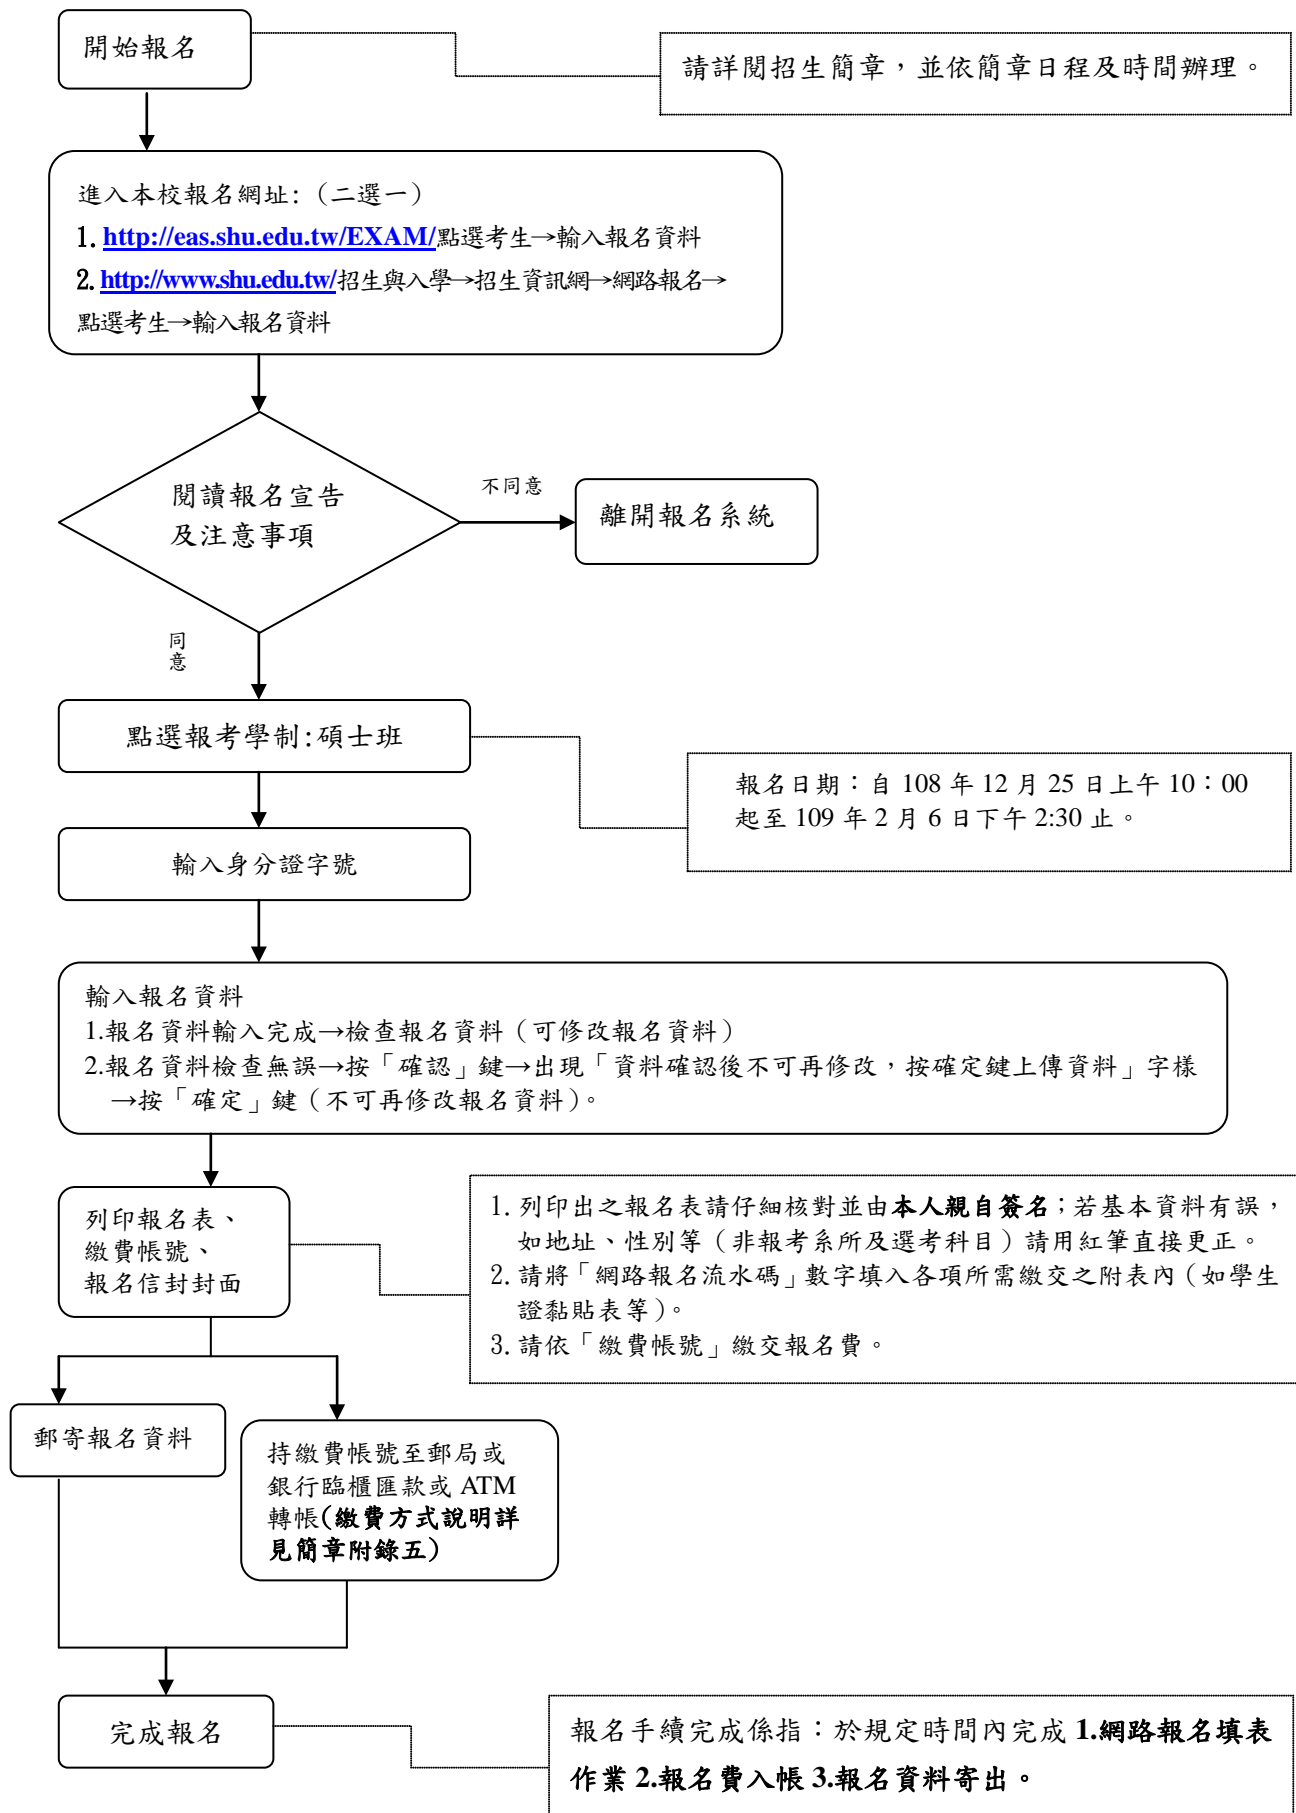 開始報名
請詳閱招生簡章，並依簡章日程及時間辦理。
進入本校報名網址:（二選一）
1. http://eas.shu.edu.tw/EXAM/點選考生→輸入報名資料
2. http://www.shu.edu.tw/招生與入學→招生資訊網→網路報名→
點選考生→輸入報名資料
閱讀報名宣告
及注意事項
不同意
離開報名系統
同
意
點選報考學制:碩士班
報名日期：自 108 年 12 月 25 日上午 10：00
起至 109 年 2 月 6 日下午 2:30 止。
輸入身分證字號
輸入報名資料
1.報名資料輸入完成→檢查報名資料（可修改報名資料）
2.報名資料檢查無誤→按「確認」鍵→出現「資料確認後不可再修改，按確定鍵上傳資料」字樣
→按「確定」鍵（不可再修改報名資料）。
列印報名表、
繳費帳號、
報名信封封面
1. 列印出之報名表請仔細核對並由本人親自簽名；若基本資料有誤，
如地址、性別等（非報考系所及選考科目）請用紅筆直接更正。
2. 請將「網路報名流水碼」數字填入各項所需繳交之附表內（如學生
證黏貼表等）。
3. 請依「繳費帳號」繳交報名費。
郵寄報名資料
持繳費帳號至郵局或
銀行臨櫃匯款或 ATM
轉帳(繳費方式說明詳
見簡章附錄五)
完成報名
報名手續完成係指：於規定時間內完成 1.網路報名填表
作業 2.報名費入帳 3.報名資料寄出。